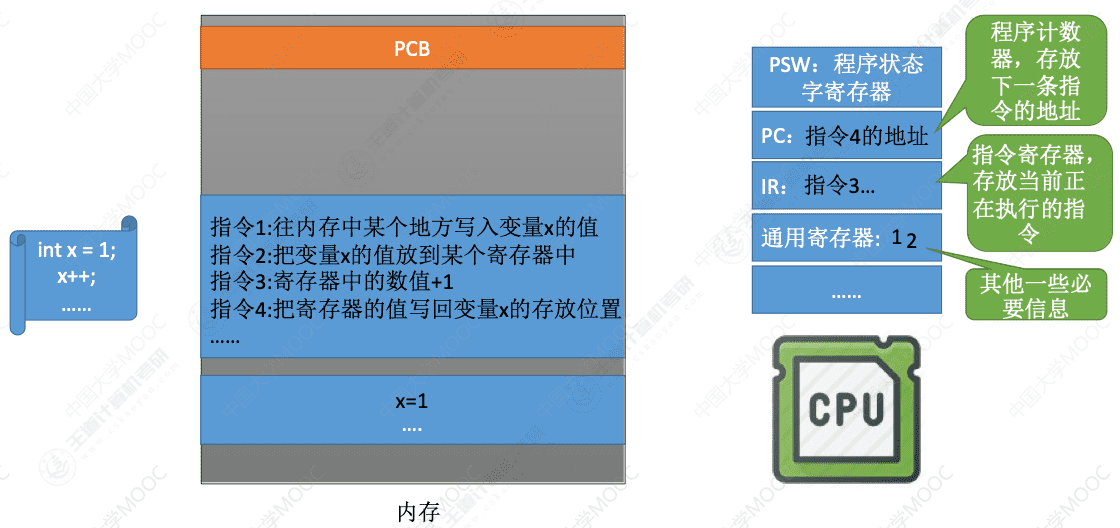 PCB
int x = 1;
x++;
……
指令1:往内存中某个地方写入变量x的值
指令2:把变量x的值放到某个寄存器中
指令3:寄存器中的数值+1
指令4:把寄存器的值写回变量x的存放位置
……
x=1
….
内存
PSW：程序状态
字寄存器
PC：指令4的地址
IR： 指令3…
通用寄存器: 1 2
……
程序计数
器，存放
下一条指
令的地址
指令寄存器，
存放当前正
在执行的指
令
其他一些必
要信息
CPU
中国大学MOOC
王道计算机考研